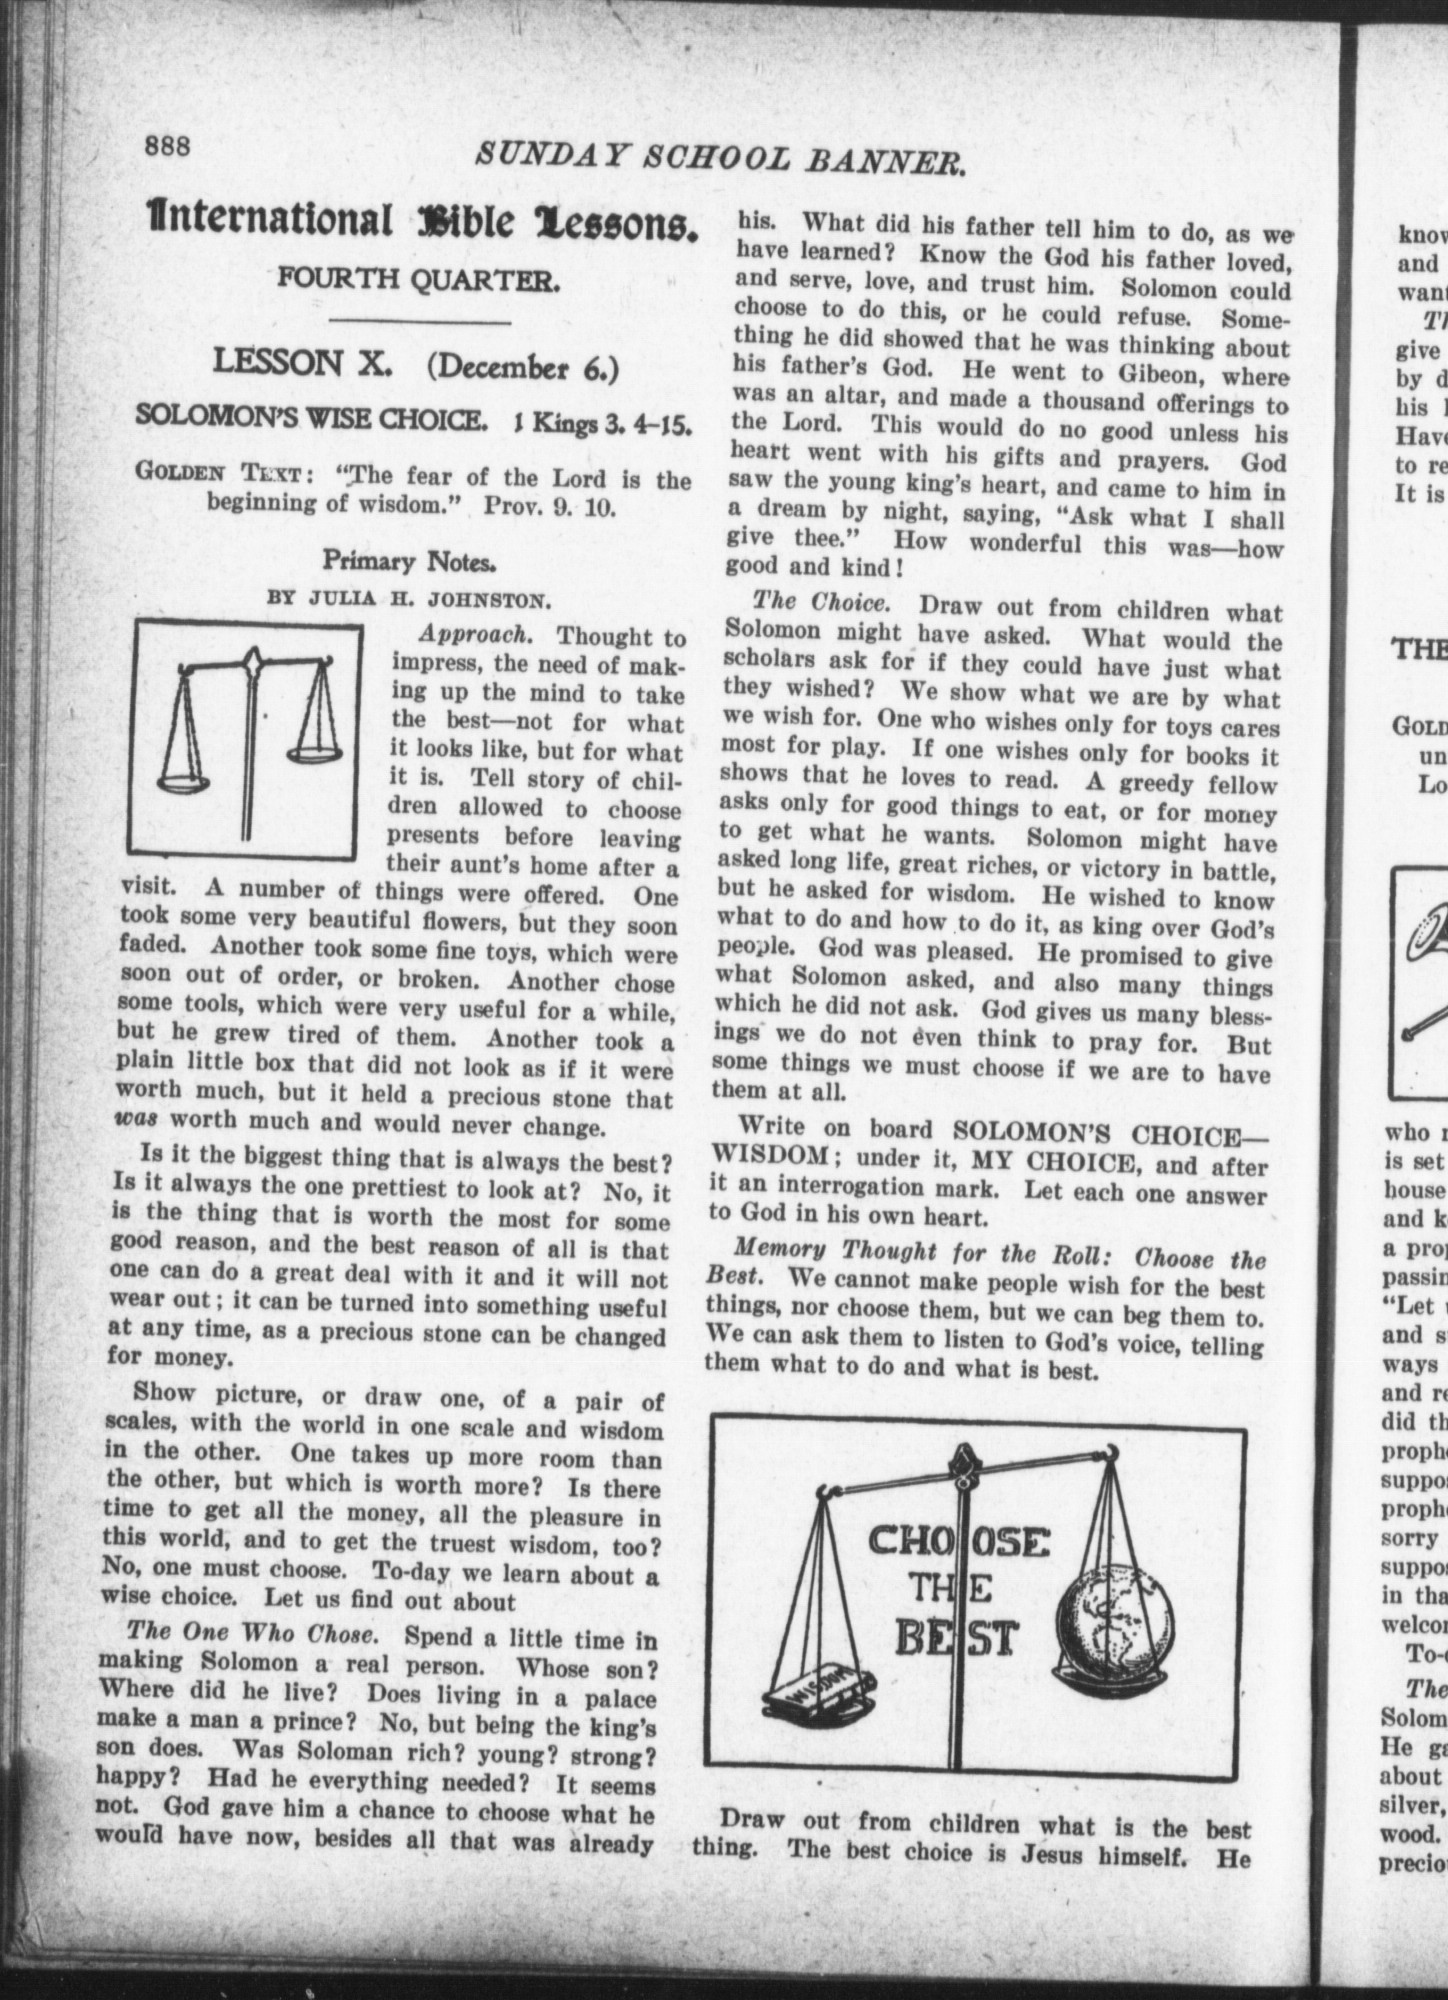 888
SUNDAY SCHOOL BANNER.
International Bible Lessons.
FOURTH QUARTER.
LESSON X. (December 6.)
SOLOMON'S WISE CHOICE. 1 Kings 3. 4–15.
GOLDEN TEXT: "The fear of the Lord is the
beginning of wisdom." Prov. 9. 10.
Primary Notes.
BY JULIA H. JOHNSTON.
Approach. Thought to
impress, the need of mak-
ing up the mind to take
the best—not for what
it looks like, but for what
it is. Tell story of chil-
dren allowed to choose
presents before leaving
their aunt's home after a
visit. A number of things were offered. One
took some very beautiful flowers, but they soon
faded. Another took some fine toys, which were
soon out of order, or broken. Another chose
some tools, which were very useful for a while,
but he grew tired of them. Another took a
plain little box that did not look as if it were
worth much, but it held a precious stone that
was worth much and would never change.
Is it the biggest thing that is always the best?
Is it always the one prettiest to look at? No, it
is the thing that is worth the most for some
good reason, and the best reason of all is that
one can do a great deal with it and it will not
wear out; it can be turned into something useful
at any time, as a precious stone can be changed
for money.
Show picture, or draw one, of a pair of
scales, with the world in one scale and wisdom
in the other. One takes up more room than
the other, but which is worth more? Is there
time to get all the money, all the pleasure in
this world, and to get the truest wisdom, too?
No, one must choose. To-day we learn about a
wise choice. Let us find out about
The One Who Chose. Spend a little time in
making Solomon a real person. Whose son?
Where did he live? Does living in a palace
make a man a prince? No, but being the king's
son does. Was Soloman rich? young? strong?
happy? Had he everything needed? It seems
not. God gave him a chance to choose what he
would have now, besides all that was already
his. What did his father tell him to do, as we
have learned? Know the God his father loved,
and serve, love, and trust him. Solomon could
choose to do this, or he could refuse. Some-
thing he did showed that he was thinking about
his father's God. He went to Gibeon, where
was an altar, and made a thousand offerings to
the Lord. This would do no good unless his
heart went with his gifts and prayers. God
saw the young king's heart, and came to him in
a dream by night, saying, "Ask what I shall
give thee." How wonderful this was—how
good and kind!
The Choice. Draw out from children what
Solomon might have asked. What would the
scholars ask for if they could have just what
they wished? We show what we are by what
we wish for. One who wishes only for toys cares
most for play. If one wishes only for books it
shows that he loves to read. A greedy fellow
asks only for good things to eat, or for money
to get what he wants. Solomon might have
asked long life, great riches, or victory in battle,
but he asked for wisdom. He wished to know
what to do and how to do it, as king over God's
people. God was pleased. He promised to give
what Solomon asked, and also many things
which he did not ask. God gives us many bless-
ings we do not even think to pray for. But
some things we must choose if we are to have
them at all.
Write on board SOLOMON'S CHOICE—
WISDOM; under it, MY CHOICE, and after
it an interrogation mark. Let each one answer
to God in his own heart.
Memory Thought for the Roll: Choose the
Best. We cannot make people wish for the best
things, nor choose them, but we can beg them to.
We can ask them to listen to God's voice, telling
them what to do and what is best.
CHOOSE
THE
BEST
WISDOM
Draw out from children what is the best
thing. The best choice is Jesus himself. He
and
give
by d
his
Have
to re
It is
THE
un
Lo
who
is set
house
and
a
"Let
and
ways
and re
did th
sorry
in tha
To-
The
Solom
He ga
about
silver,
wood.